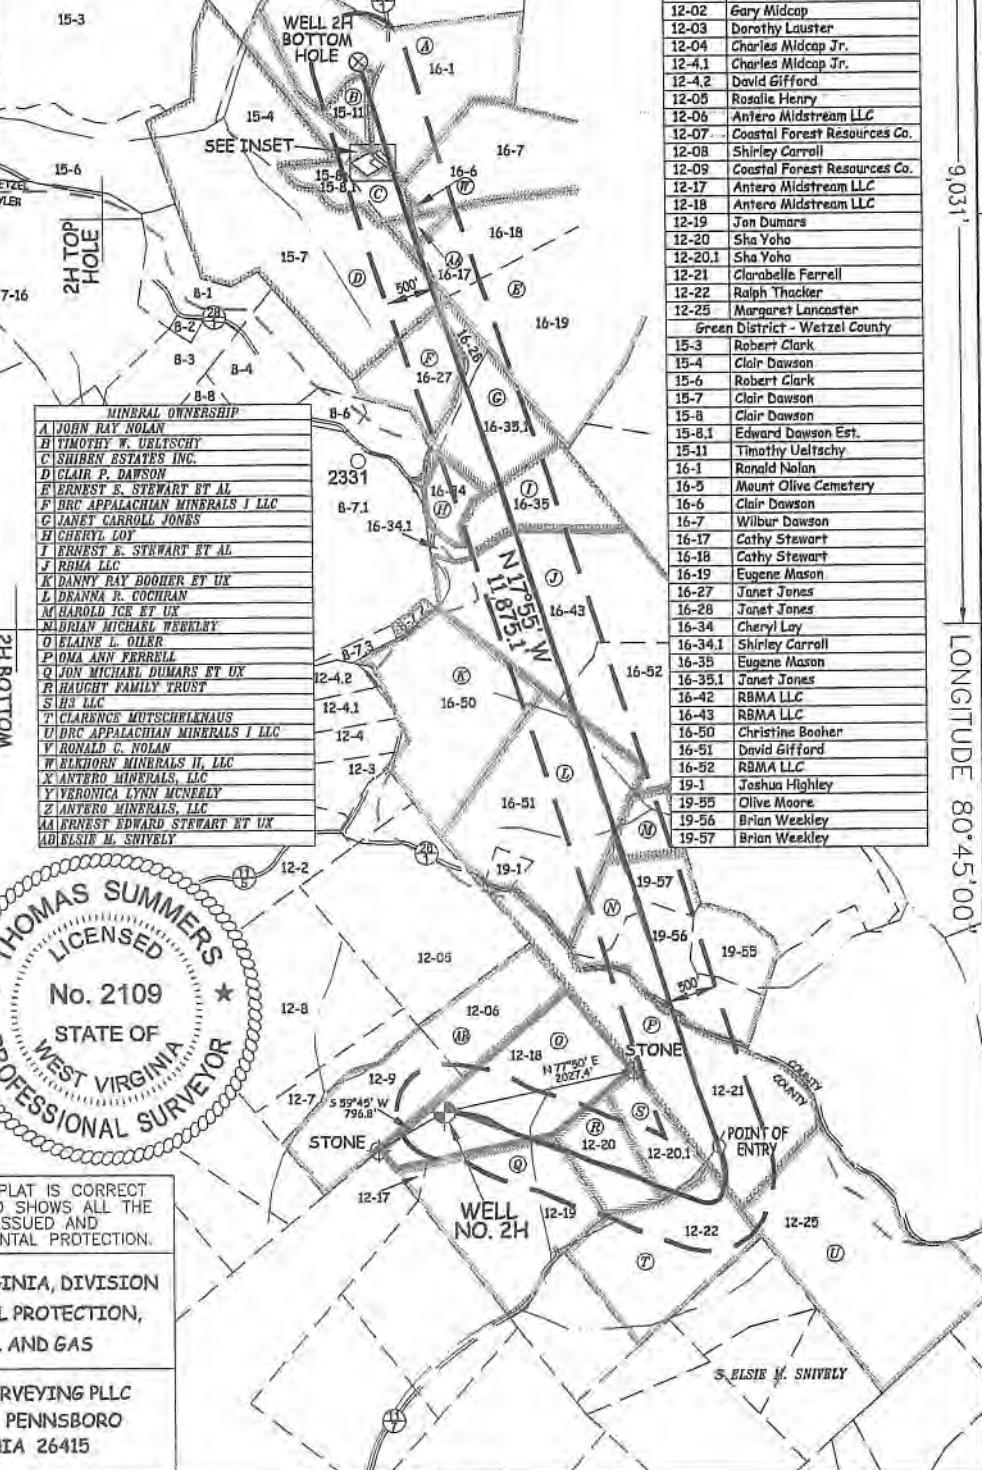 15-3
WELL 2H
BOTTOM
HOLE
A
16-1
B
15-11
15-4
SEE INSET
16-7
15-6
15-8
15-8.1
C
16-6
W
2H TOP
HOLE
16-18
15-7
D
AA
16-17
500'
E
7-16
8-1
28
8-2
16-19
8-3
8-4
16-28
F
16-27
8-8
G
8-6
16-35.1
2331
16-34
H
I
16-35
8-7.1
16-34.1
N 17°55' W
11,875.1'
J
16-43
8-7.3
16-52
K
12-4.2
16-50
12-4.1
12-4
12-3
L
16-51
M
12-2
19-1
19-57
N
19-56
19-55
12-05
500'
12-8
12-06
P
AB
O
STONE
12-18
N 77°50' E
2027.4'
COUNTY
COUNTY
12-9
12-7
S 59°45' W
796.8'
12-21
S
R
STONE
12-20
12-20.1
POINT OF
ENTRY
Q
12-17
WELL
NO. 2H
12-19
12-22
12-25
T
U
S ELSIE M. SNIVELY
MINERAL OWNERSHIP
A JOHN RAY NOLAN
B TIMOTHY W. UELTSCHY
C SHIBEN ESTATES INC.
D CLAIR P. DAWSON
E ERNEST E. STEWART ET AL
F BRC APPALACHIAN MINERALS I LLC
G JANET CARROLL JONES
H CHERYL LOY
I ERNEST E. STEWART ET AL
J RBMA LLC
K DANNY RAY BOOHER ET UX
L DEANNA R. COCHRAN
M HAROLD ICE ET UX
N BRIAN MICHAEL WEEKLEY
O ELAINE L. OILER
P OMA ANN FERRELL
Q JON MICHAEL DUMARS ET UX
R HAUGHT FAMILY TRUST
S H3 LLC
T CLARENCE MUTSCHELKNAUS
U BRC APPALACHIAN MINERALS I LLC
V RONALD C. NOLAN
W ELKHORN MINERALS II, LLC
X ANTERO MINERALS, LLC
Y VERONICA LYNN MCNEELY
Z ANTERO MINERALS, LLC
AA ERNEST EDWARD STEWART ET UX
AB ELSIE M. SNIVELY
12-02 Gary Midcap
12-03 Dorothy Lauster
12-04 Charles Midcap Jr.
12-4.1 Charles Midcap Jr.
12-4.2 David Gifford
12-05 Rosalie Henry
12-06 Antero Midstream LLC
12-07 Coastal Forest Resources Co.
12-08 Shirley Carroll
12-09 Coastal Forest Resources Co.
12-17 Antero Midstream LLC
12-18 Antero Midstream LLC
12-19 Jon Dumars
12-20 Sha Yoho
12-20.1 Sha Yoho
12-21 Clarabelle Ferrell
12-22 Ralph Thacker
12-25 Margaret Lancaster
Green District - Wetzel County
15-3 Robert Clark
15-4 Clair Dawson
15-6 Robert Clark
15-7 Clair Dawson
15-8 Clair Dawson
15-8.1 Edward Dawson Est.
15-11 Timothy Ueltschy
16-1 Ronald Nolan
16-5 Mount Olive Cemetery
16-6 Clair Dawson
16-7 Wilbur Dawson
16-17 Cathy Stewart
16-18 Cathy Stewart
16-19 Eugene Mason
16-27 Janet Jones
16-28 Janet Jones
16-34 Cheryl Loy
16-34.1 Shirley Carroll
16-35 Eugene Mason
16-35.1 Janet Jones
16-42 RBMA LLC
16-43 RBMA LLC
16-50 Christine Booher
16-51 David Gifford
16-52 RBMA LLC
19-1 Joshua Highley
19-55 Olive Moore
19-56 Brian Weekley
19-57 Brian Weekley
9,031'
LONGITUDE 80°45'00"
2H BOTTOM
THOMAS SUMMERS
LICENSED
No. 2109
STATE OF
WEST VIRGINIA
PROFESSIONAL SURVEYOR
PLAT IS CORRECT
SHOWS ALL THE
ISSUED AND
NTAL PROTECTION.
GINIA, DIVISION
L PROTECTION,
AND GAS
RVEYING PLLC
PENNSBORO
NIA 26415